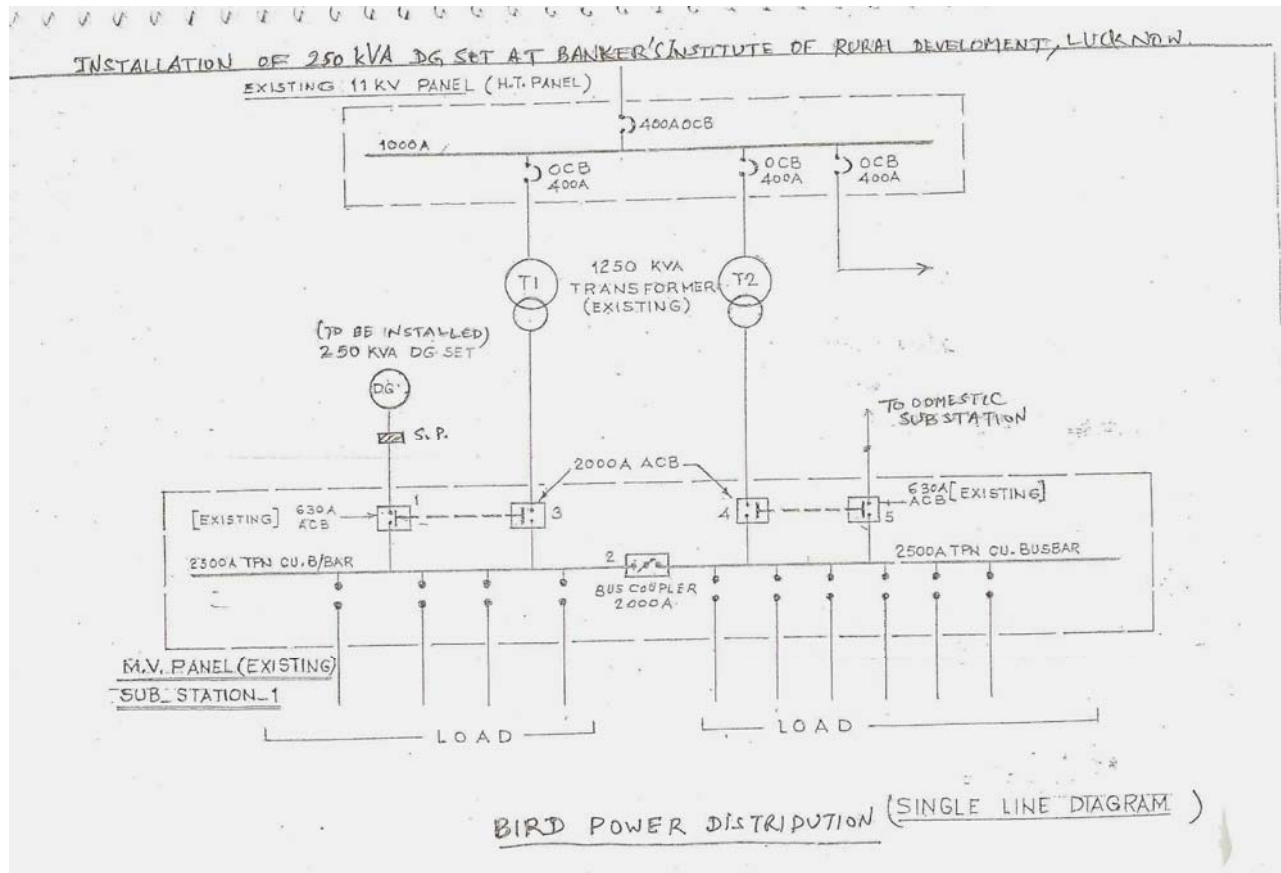 INSTALLATION OF 250 KVA DG SET AT BANKER'S INSTITUTE OF RURAL DEVELOMENT, LUCKNOW.
EXISTING 11 KV PANEL (H.T. PANEL)
400A OCB
1000A
OCB
400A
OCB
400A
OCB
400A
T1
1250 KVA
TRANSFORMER
(EXISTING)
T2
(TO BE INSTALLED)
250 KVA DG SET
DG
S.P.
TO DOMESTIC
SUBSTATION
2000A ACB
[EXISTING]
630A
ACB
1
3
4
5
630A [EXISTING]
ACB
2500A TPN CU. B/BAR
2
BUS COUPLER
2000A
2500A TPN CU. BUSBAR
M.V. PANEL (EXISTING)
SUB_STATION_1
LOAD
LOAD
BIRD POWER DISTRIPUTION (SINGLE LINE DIAGRAM)